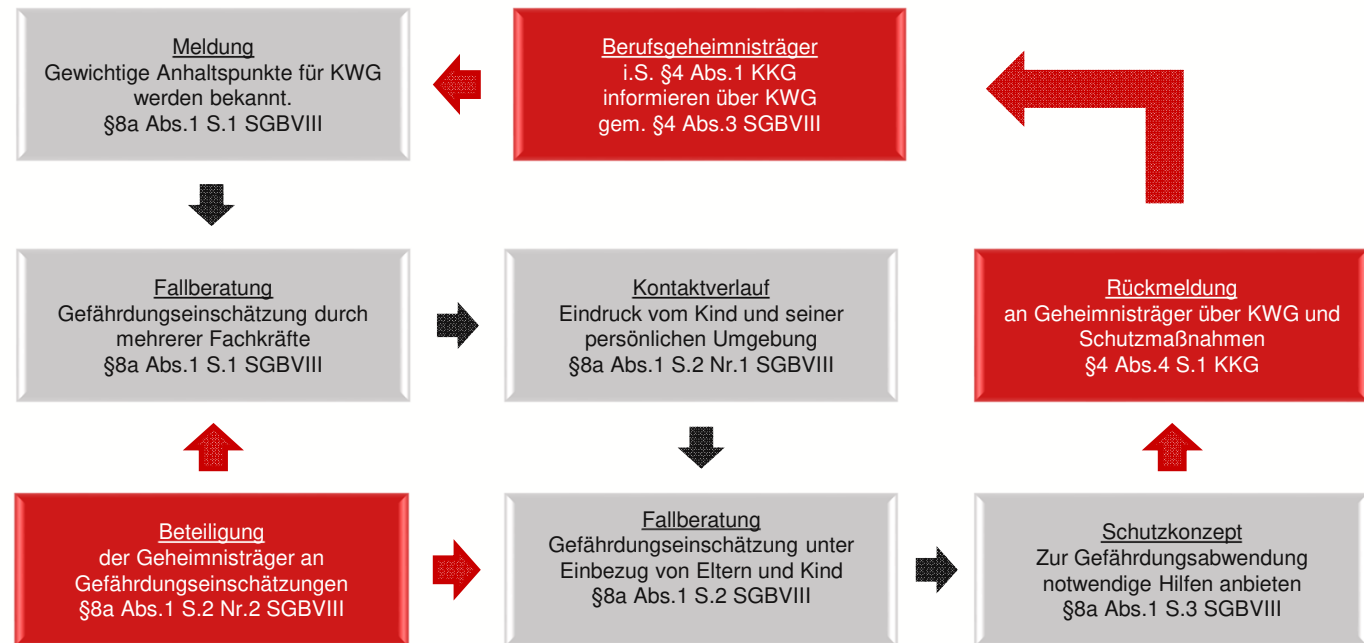 Meldung
Gewichtige Anhaltspunkte für KWG
werden bekannt.
§8a Abs.1 S.1 SGBVIII
Berufsgeheimnisträger
i.S. §4 Abs.1 KKG
informieren über KWG
gem. §4 Abs.3 SGBVIII
Fallberatung
Gefährdungseinschätzung durch
mehrerer Fachkräfte
§8a Abs.1 S.1 SGBVIII
Kontaktverlauf
Eindruck vom Kind und seiner
persönlichen Umgebung
§8a Abs.1 S.2 Nr.1 SGBVIII
Rückmeldung
an Geheimnisträger über KWG und
Schutzmaßnahmen
§4 Abs.4 S.1 KKG
Beteiligung
der Geheimnisträger an
Gefährdungseinschätzungen
§8a Abs.1 S.2 Nr.2 SGBVIII
Fallberatung
Gefährdungseinschätzung unter
Einbezug von Eltern und Kind
§8a Abs.1 S.2 SGBVIII
Schutzkonzept
Zur Gefährdungsabwendung
notwendige Hilfen anbieten
§8a Abs.1 S.3 SGBVIII